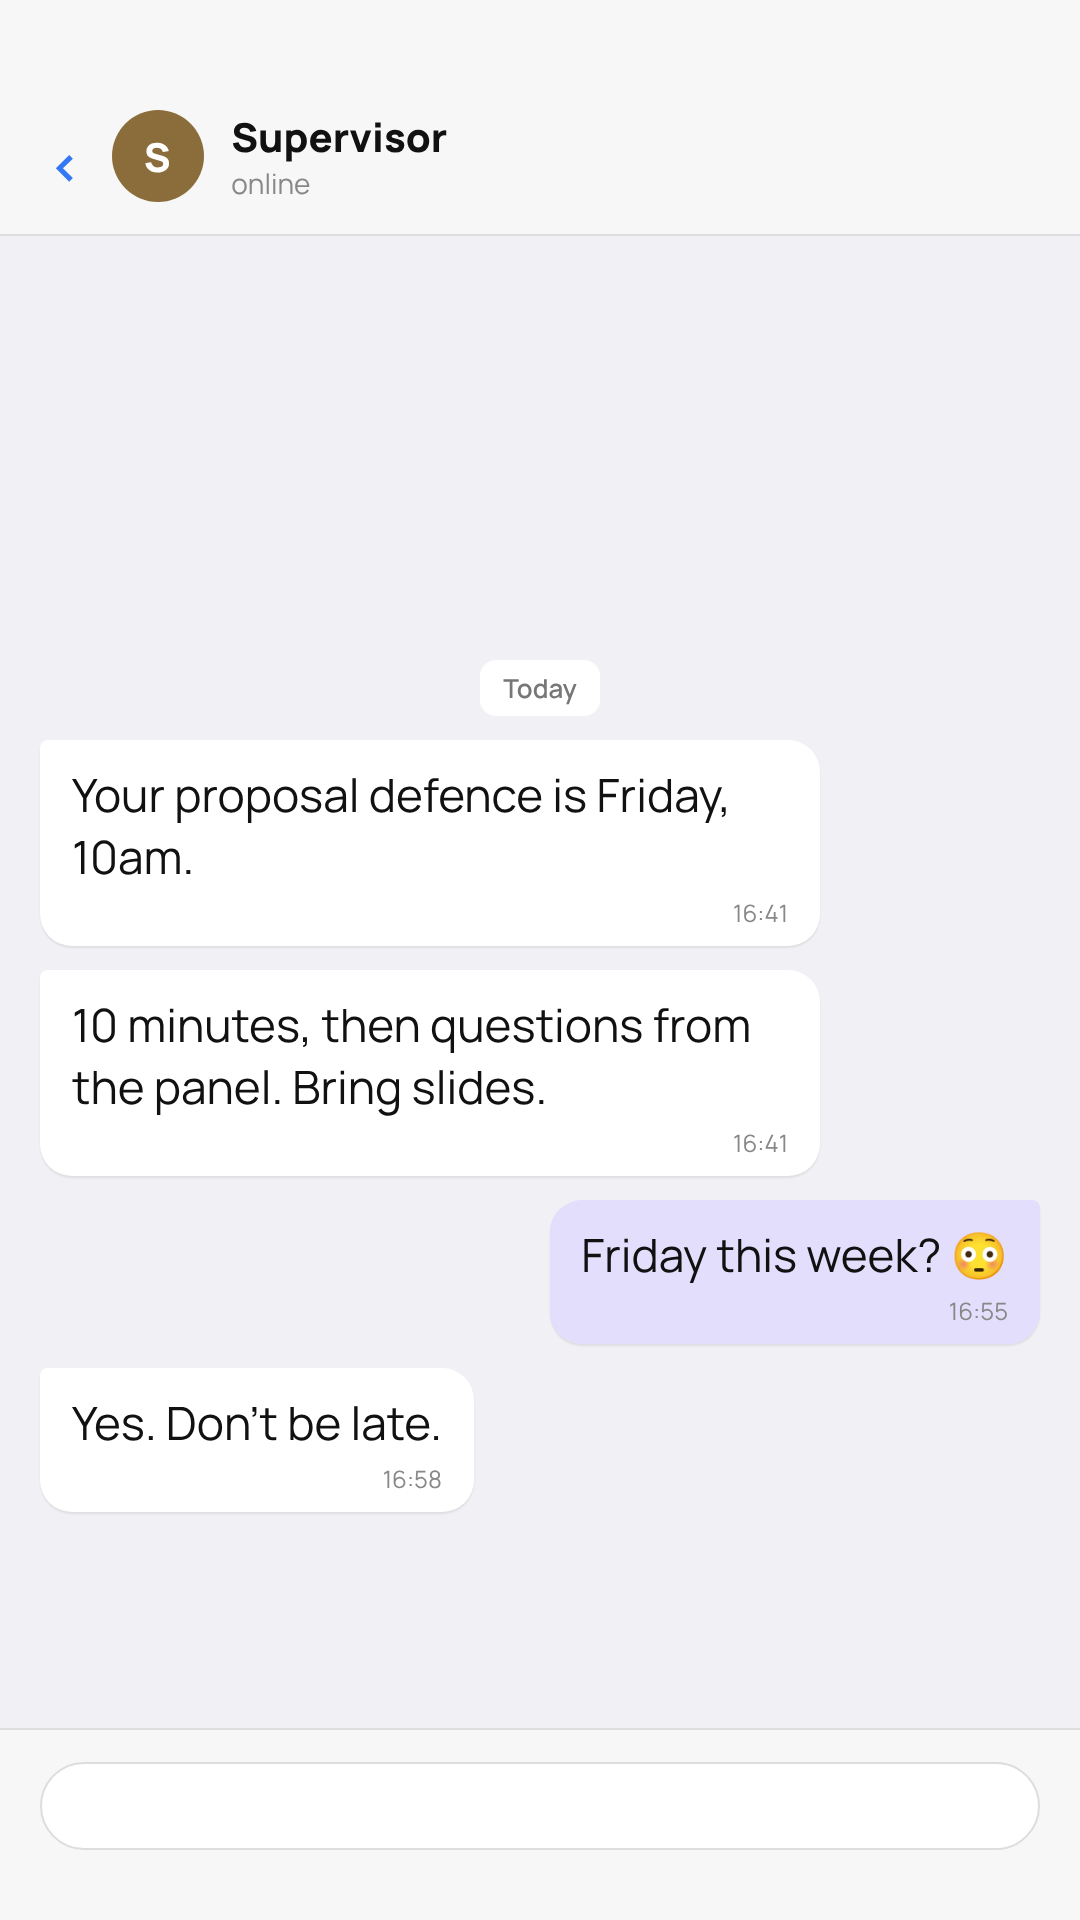 S
Supervisor
online
Today
Your proposal defence is Friday,
10am.
16:41
10 minutes, then questions from
the panel. Bring slides.
16:41
Friday this week? 😳
16:55
Yes. Don’t be late.
16:58